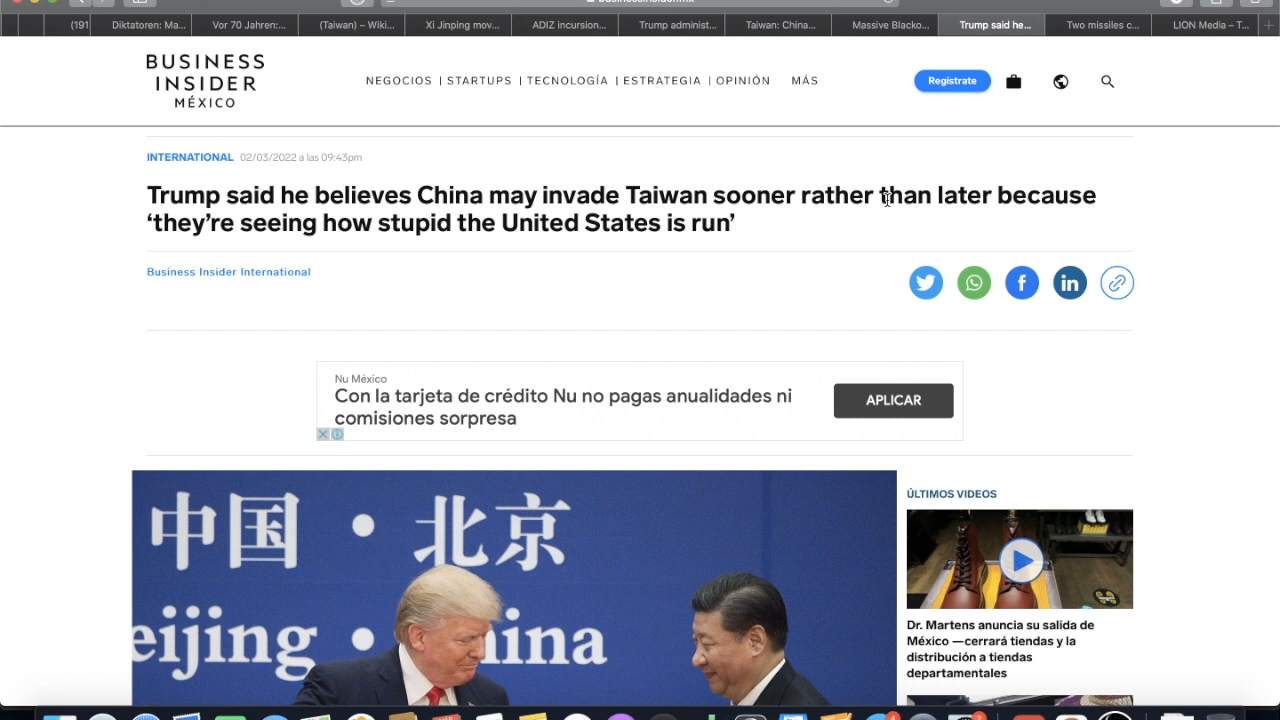 businessinsider.mx
(191
Diktatoren: Ma...
Vor 70 Jahren:...
(Taiwan) – Wiki...
Xi Jinping mov...
ADIZ incursion...
Trump administ...
Taiwan: China...
Massive Blacko...
Trump said he...
Two missiles c...
LION Media – T...
BUSINESS
INSIDER
MÉXICO
NEGOCIOS | STARTUPS | TECNOLOGÍA | ESTRATEGIA | OPINIÓN MÁS
Regístrate
INTERNATIONAL 02/03/2022 a las 09:43pm
Trump said he believes China may invade Taiwan sooner rather than later because
‘they’re seeing how stupid the United States is run’
Business Insider International
Nu México
Con la tarjeta de crédito Nu no pagas anualidades ni
comisiones sorpresa
APLICAR
中国・北京
eijing • China
ÚLTIMOS VIDEOS
Dr. Martens anuncia su salida de
México —cerrará tiendas y la
distribución a tiendas
departamentales